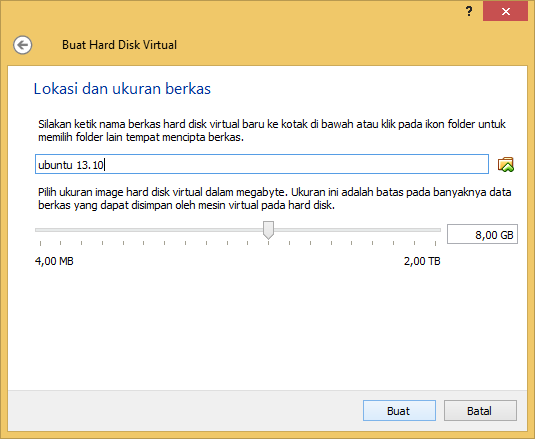 ?
Buat Hard Disk Virtual
Lokasi dan ukuran berkas
Silakan ketik nama berkas hard disk virtual baru ke kotak di bawah atau klik pada ikon folder untuk
memilih folder lain tempat mencipta berkas.
ubuntu 13.10
Pilih ukuran image hard disk virtual dalam megabyte. Ukuran ini adalah batas pada banyaknya data
berkas yang dapat disimpan oleh mesin virtual pada hard disk.
8,00 GB
4,00 MB 2,00 TB
Buat Batal